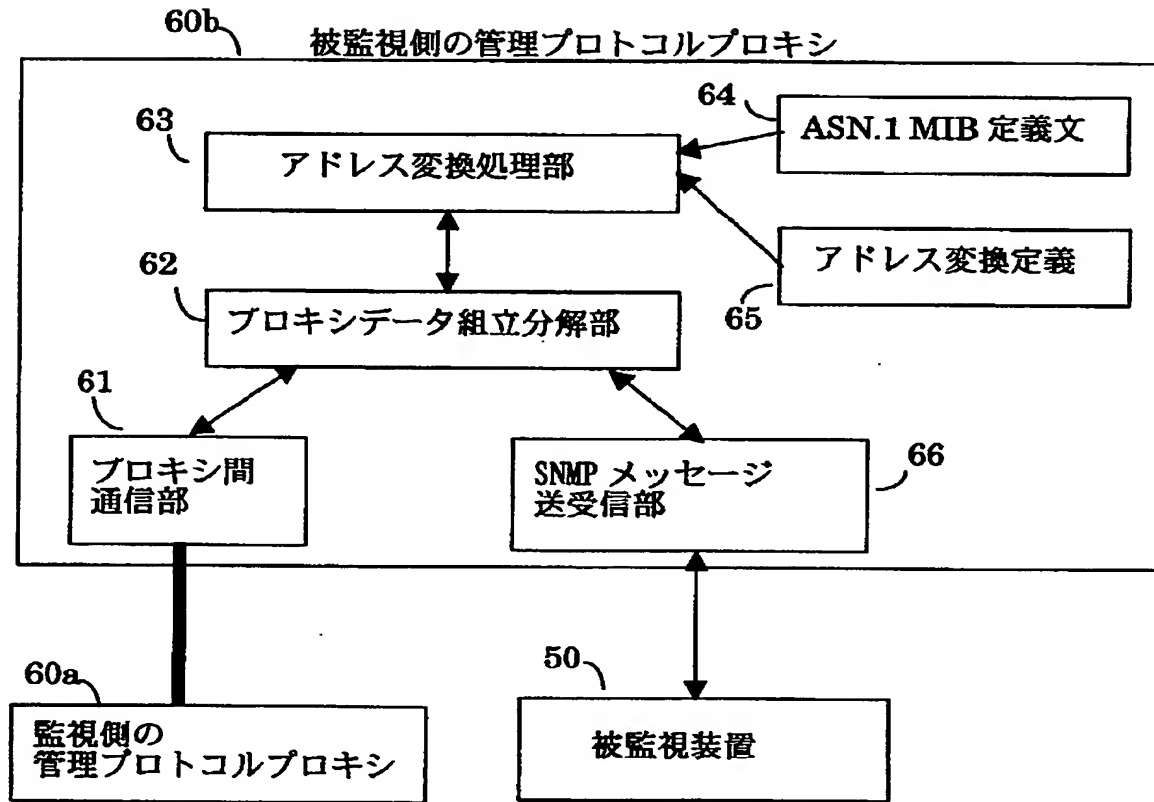 60b
被監視側の管理プロトコルプロキシ
64
ASN.1 MIB 定義文
63
アドレス変換処理部
アドレス変換定義
65
62
プロキシデータ組立分解部
61
プロキシ間
通信部
SNMP メッセージ
送受信部
66
60a
監視側の
管理プロトコルプロキシ
50
被監視装置